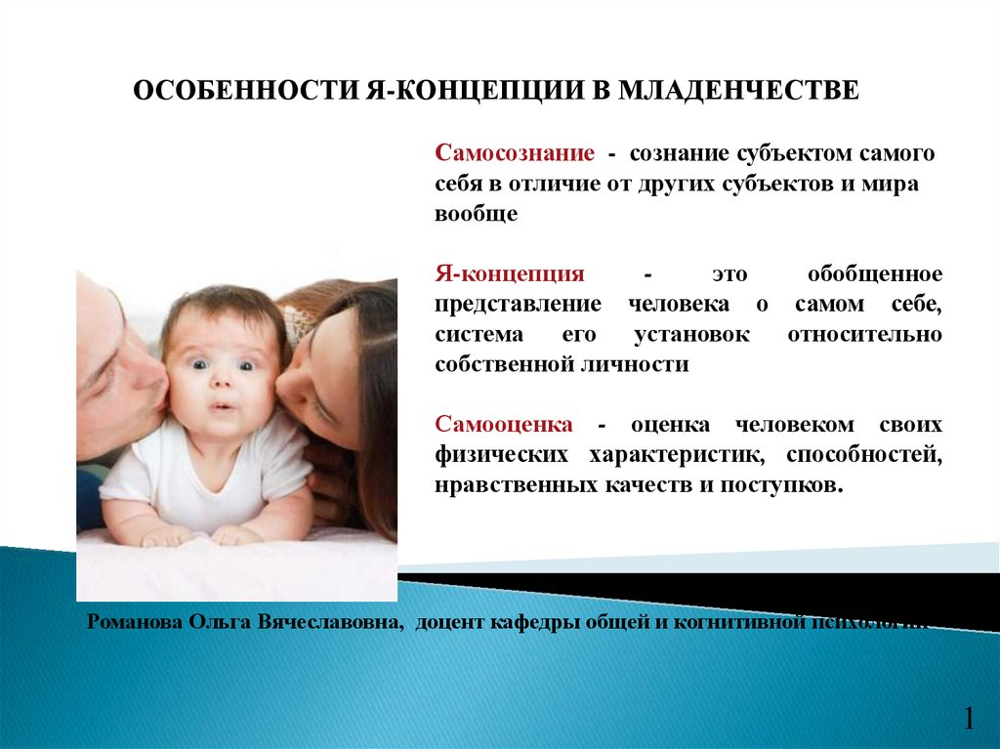 ОСОБЕННОСТИ Я-КОНЦЕПЦИИ В МЛАДЕНЧЕСТВЕ
Самосознание - сознание субъектом самого
себя в отличие от других субъектов и мира
вообще
Я-концепция - это обобщенное
представление человека о самом себе,
система его установок относительно
собственной личности
Самооценка - оценка человеком своих
физических характеристик, способностей,
нравственных качеств и поступков.
Романова Ольга Вячеславовна, доцент кафедры общей и когнитивной психологии
1